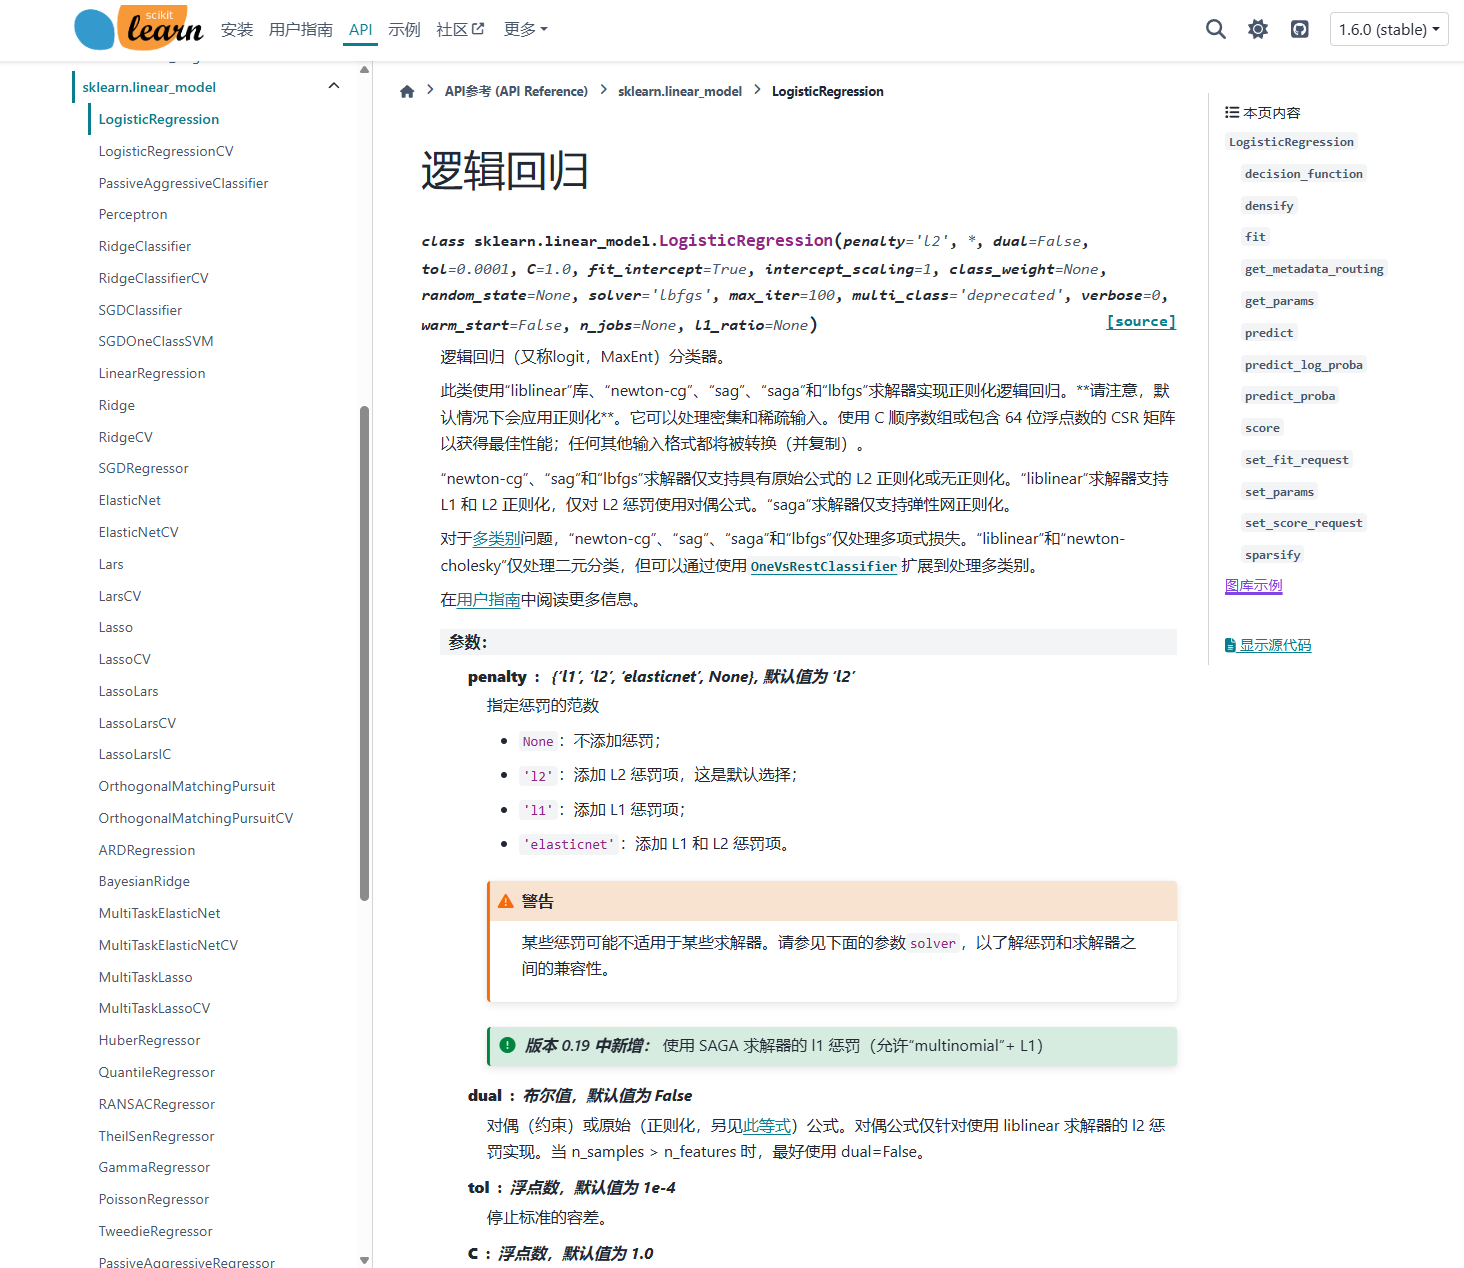 scikit
learn
安装
用户指南
API
示例
社区
更多
1.6.0 (stable)
sklearn.linear_model
LogisticRegression
LogisticRegressionCV
PassiveAggressiveClassifier
Perceptron
RidgeClassifier
RidgeClassifierCV
SGDClassifier
SGDOneClassSVM
LinearRegression
Ridge
RidgeCV
SGDRegressor
ElasticNet
ElasticNetCV
Lars
LarsCV
Lasso
LassoCV
LassoLars
LassoLarsCV
LassoLarsIC
OrthogonalMatchingPursuit
OrthogonalMatchingPursuitCV
ARDRegression
BayesianRidge
MultiTaskElasticNet
MultiTaskElasticNetCV
MultiTaskLasso
MultiTaskLassoCV
HuberRegressor
QuantileRegressor
RANSACRegressor
TheilSenRegressor
GammaRegressor
PoissonRegressor
TweedieRegressor
PassiveAggressiveRegressor
API参考 (API Reference)
sklearn.linear_model
LogisticRegression
逻辑回归
class sklearn.linear_model.LogisticRegression(penalty='l2', *, dual=False,
tol=0.0001, C=1.0, fit_intercept=True, intercept_scaling=1, class_weight=None,
random_state=None, solver='lbfgs', max_iter=100, multi_class='deprecated', verbose=0,
warm_start=False, n_jobs=None, l1_ratio=None) [source]
逻辑回归（又称logit，MaxEnt）分类器。
此类使用“liblinear”库、“newton-cg”、“sag”、“saga”和“lbfgs”求解器实现正则化逻辑回归。**请注意，默
认情况下会应用正则化**。它可以处理密集和稀疏输入。使用 C 顺序数组或包含 64 位浮点数的 CSR 矩阵
以获得最佳性能；任何其他输入格式都将被转换（并复制）。
“newton-cg”、“sag”和“lbfgs”求解器仅支持具有原始公式的 L2 正则化或无正则化。“liblinear”求解器支持
L1 和 L2 正则化，仅对 L2 惩罚使用对偶公式。“saga”求解器仅支持弹性网正则化。
对于多类别问题，“newton-cg”、“sag”、“saga”和“lbfgs”仅处理多项式损失。“liblinear”和“newton-
cholesky”仅处理二元分类，但可以通过使用 OneVsRestClassifier 扩展到处理多类别。
在用户指南中阅读更多信息。
参数：
penalty : {‘l1’, ‘l2’, ‘elasticnet’, None}, 默认值为 ‘l2’
指定惩罚的范数
• None：不添加惩罚；
• 'l2'：添加 L2 惩罚项，这是默认选择；
• 'l1'：添加 L1 惩罚项；
• 'elasticnet'：添加 L1 和 L2 惩罚项。
警告
某些惩罚可能不适用于某些求解器。请参见下面的参数 solver，以了解惩罚和求解器之
间的兼容性。
版本 0.19 中新增： 使用 SAGA 求解器的 l1 惩罚（允许“multinomial”+ L1）
dual : 布尔值，默认值为 False
对偶（约束）或原始（正则化，另见此等式）公式。对偶公式仅针对使用 liblinear 求解器的 l2 惩
罚实现。当 n_samples > n_features 时，最好使用 dual=False。
tol : 浮点数，默认值为 1e-4
停止标准的容差。
C : 浮点数，默认值为 1.0
本页内容
LogisticRegression
decision_function
densify
fit
get_metadata_routing
get_params
predict
predict_log_proba
predict_proba
score
set_fit_request
set_params
set_score_request
sparsify
图库示例
显示源代码